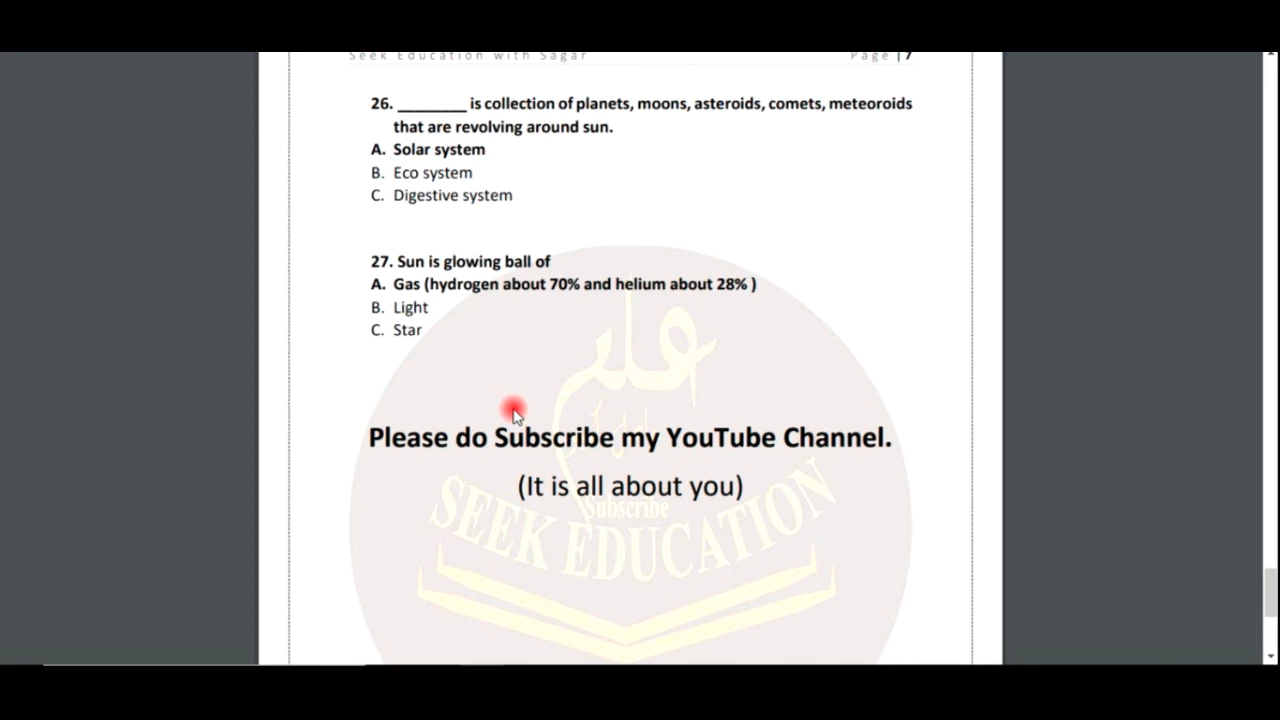 Seek Education with Sagar Page | 7
26. ________ is collection of planets, moons, asteroids, comets, meteoroids
that are revolving around sun.
A. Solar system
B. Eco system
C. Digestive system
27. Sun is glowing ball of
A. Gas (hydrogen about 70% and helium about 28% )
B. Light
C. Star
علم
Please do Subscribe my YouTube Channel.
(It is all about you)
Subscribe
SEEK EDUCATION